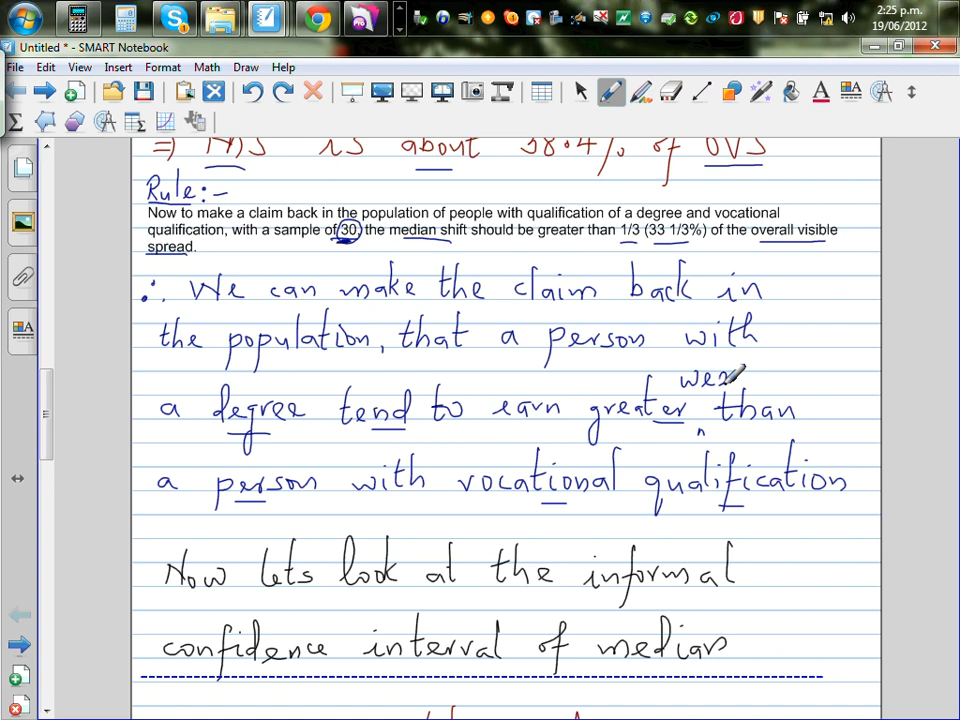 2:25 p.m.
19/06/2012
Untitled * - SMART Notebook
File Edit View Insert Format Math Draw Help
⇒ MS is about 38.4% of OVS
Rule:-
Now to make a claim back in the population of people with qualification of a degree and vocational
qualification, with a sample of 30, the median shift should be greater than 1/3 (33 1/3%) of the overall visible
spread.
∴ We can make the claim back in
the population, that a person with
wee
a degree tend to earn greater than
a person with vocational qualification
Now lets look at the informal
confidence interval of medians